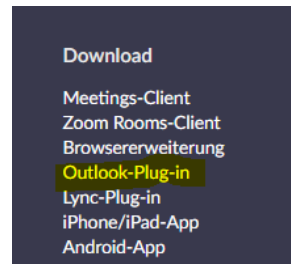 Download
Meetings-Client
Zoom Rooms-Client
Browsererweiterung
Outlook-Plug-in
Lync-Plug-in
iPhone/iPad-App
Android-App